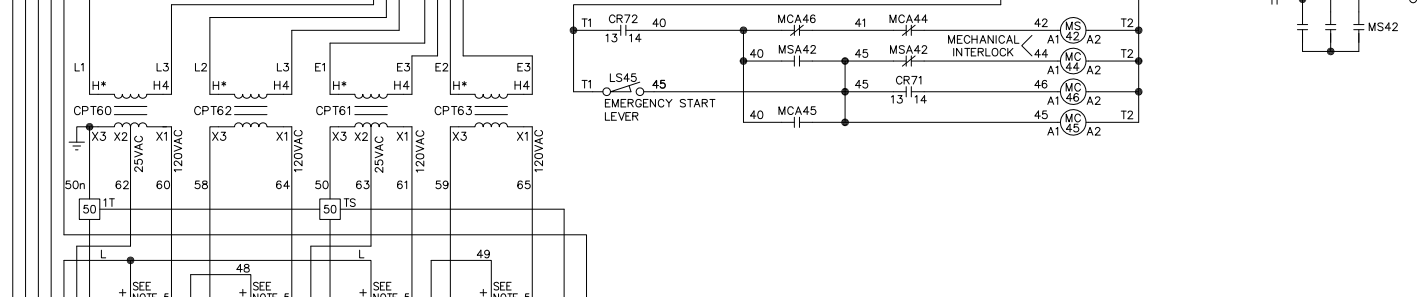 T1 CR72 40 MCA46 41 MCA44 42 MS T2
13 14 A1 42 A2
MS42
MECHANICAL
INTERLOCK
40 MSA42 45 MSA42 44 MC T2
A1 44 A2
L1 L3 L2 L3 E1 E3 E2 E3
H* H4 H* H4 H* H4 H* H4
T1 LS45 45 45 CR71 46 MC T2
13 14 A1 46 A2
EMERGENCY START
LEVER
CPT60 CPT62 CPT61 CPT63
40 MCA45 45 MC T2
A1 45 A2
X3 X2 X1 X3 X1 X3 X2 X1 X3 X1
25VAC 120VAC 120VAC 25VAC 120VAC 120VAC
50n 62 60 58 64 50 63 61 59 65
50 1T 50 TS
L 48 L 49
+ SEE + SEE + SEE + SEE
NOTE 5 NOTE 5 NOTE 5 NOTE 5